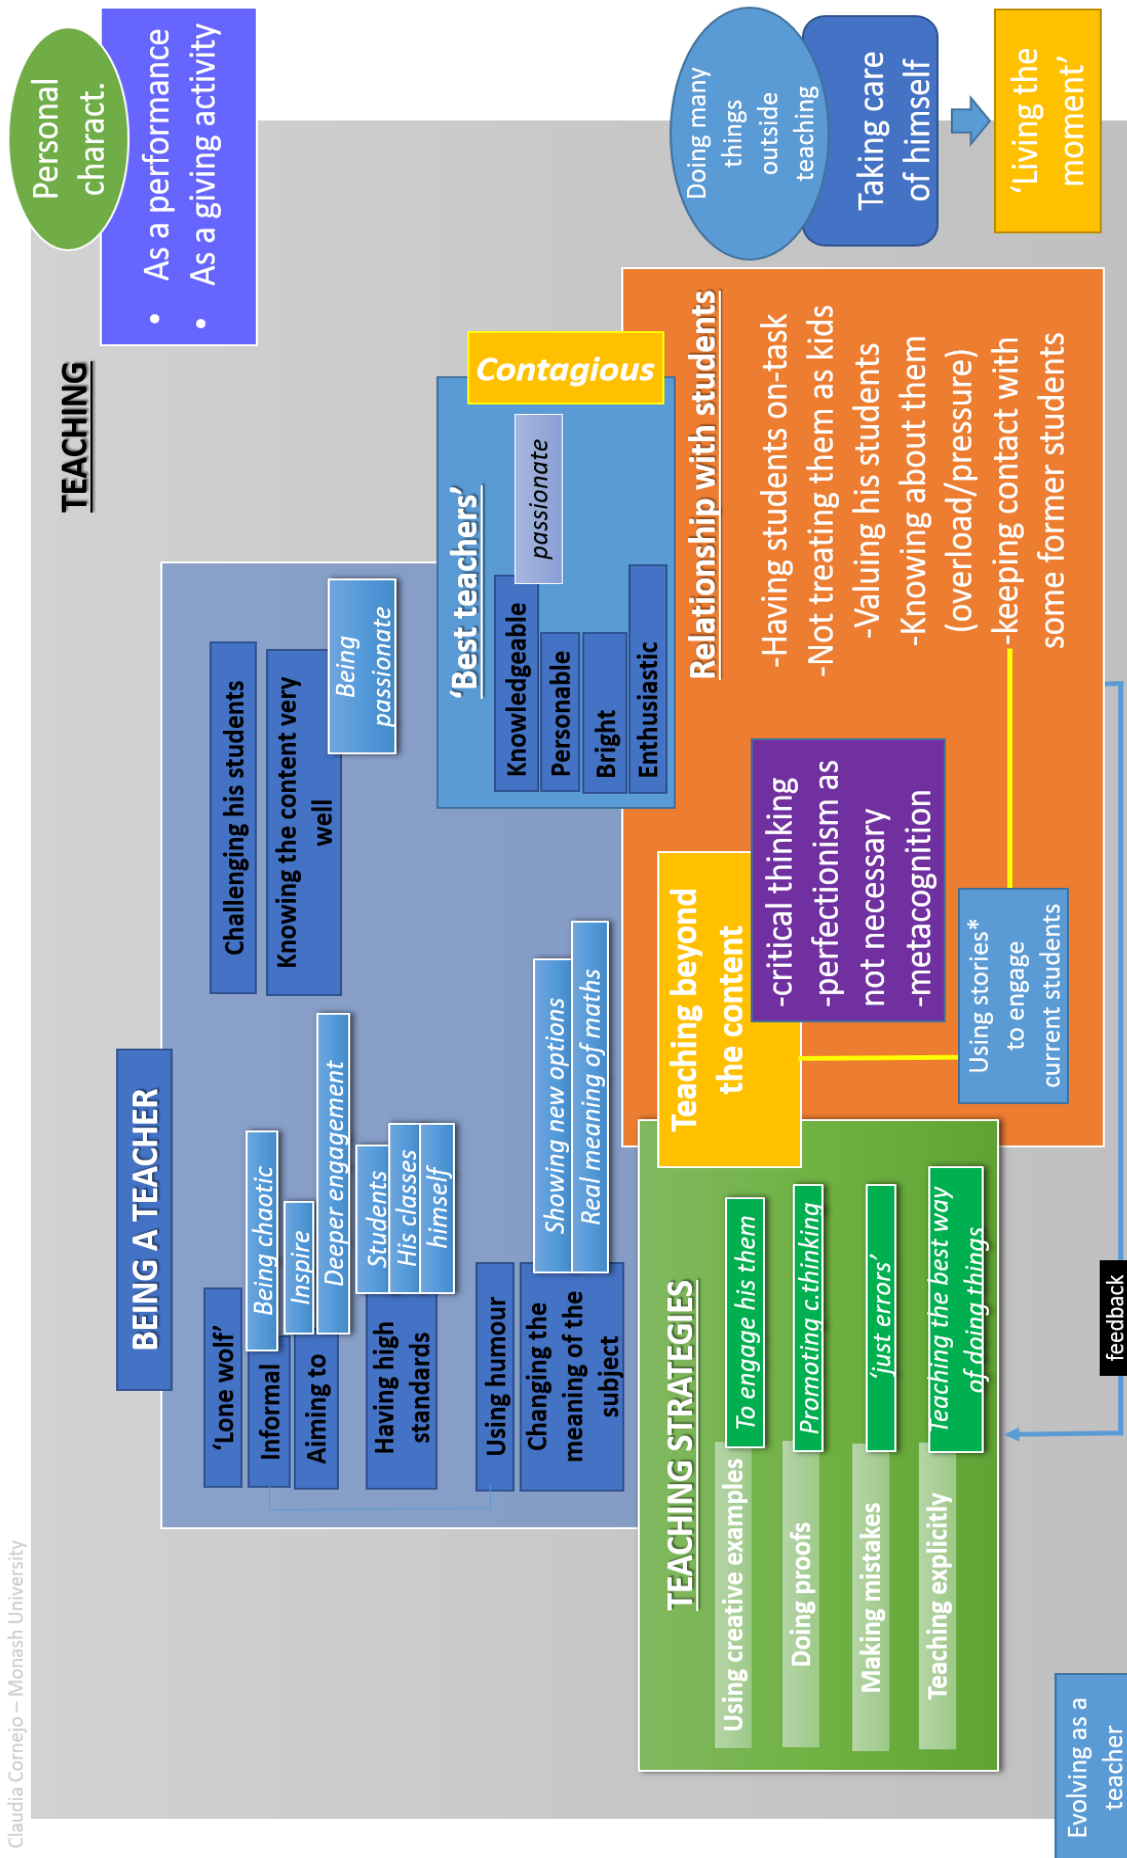 Claudia Cornejo – Monash University
TEACHING
Personal
charact.
• As a performance
• As a giving activity
BEING A TEACHER
‘Lone wolf’
Informal
Being chaotic
Aiming to
Inspire
Deeper engagement
Having high
standards
Students
His classes
himself
Using humour
Changing the
meaning of the
subject
Showing new options
Real meaning of maths
Challenging his students
Knowing the content very
well
Being
passionate
‘Best teachers’
Knowledgeable
passionate
Personable
Bright
Enthusiastic
Contagious
TEACHING STRATEGIES
Using creative examples
To engage his them
Doing proofs
Promoting c.thinking
Making mistakes
‘just errors’
Teaching explicitly
Teaching the best way
of doing things
Teaching beyond
the content
-critical thinking
-perfectionism as
not necessary
-metacognition
Using stories*
to engage
current students
Relationship with students
-Having students on-task
-Not treating them as kids
-Valuing his students
-Knowing about them
(overload/pressure)
-keeping contact with
some former students
Doing many
things
outside
teaching
Taking care
of himself
‘Living the
moment’
Evolving as a
teacher
feedback